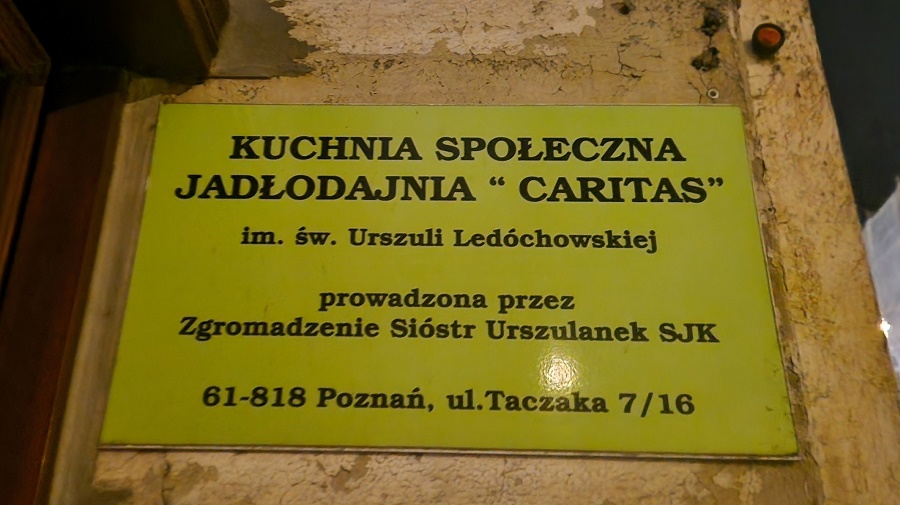 KUCHNIA SPOŁECZNA
JADŁODAJNIA “ CARITAS”
im. św. Urszuli Ledóchowskiej
prowadzona przez
Zgromadzenie Sióstr Urszulanek SJK
61-818 Poznań, ul.Taczaka 7/16